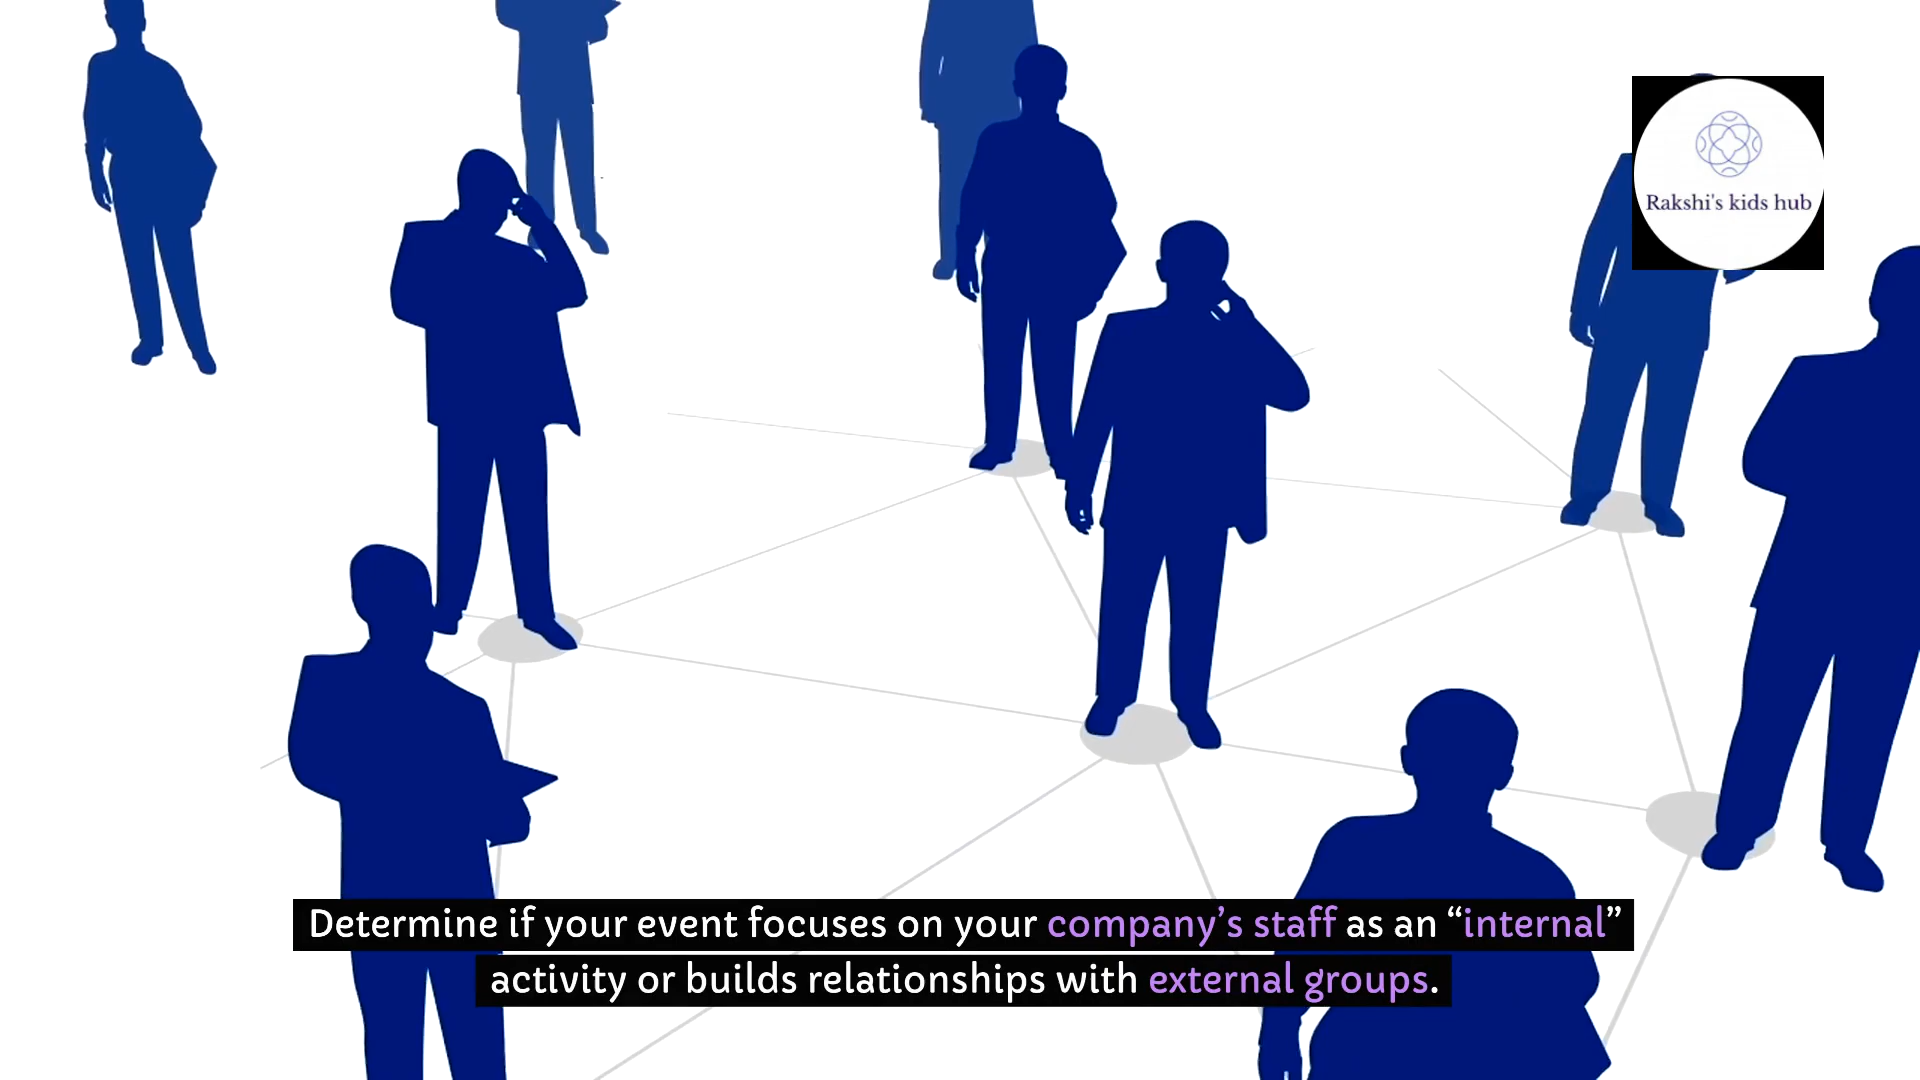 Rakshi's kids hub
Determine if your event focuses on your company’s staff as an “internal”
activity or builds relationships with external groups.